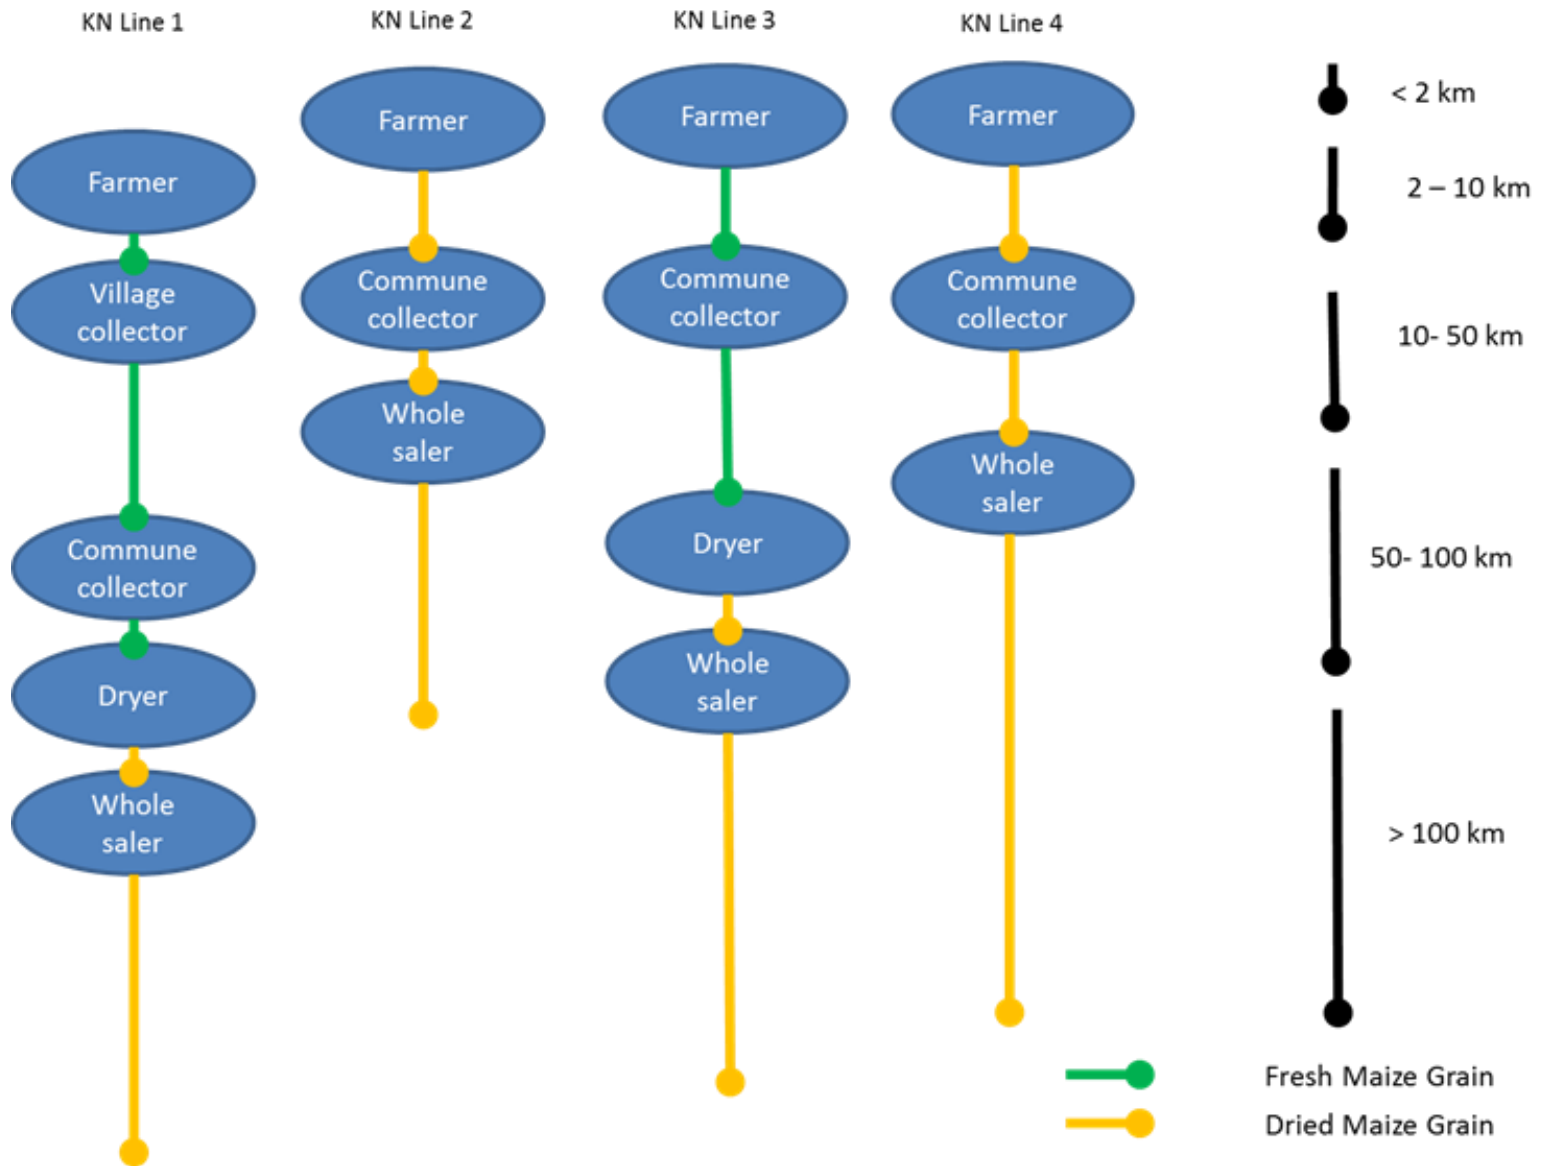 KN Line 1
KN Line 2
KN Line 3
KN Line 4
Farmer
Village
collector
Commune
collector
Dryer
Whole
saler
Farmer
Commune
collector
Whole
saler
Farmer
Commune
collector
Dryer
Whole
saler
Farmer
Commune
collector
Whole
saler
< 2 km
2 – 10 km
10- 50 km
50- 100 km
> 100 km
Fresh Maize Grain
Dried Maize Grain